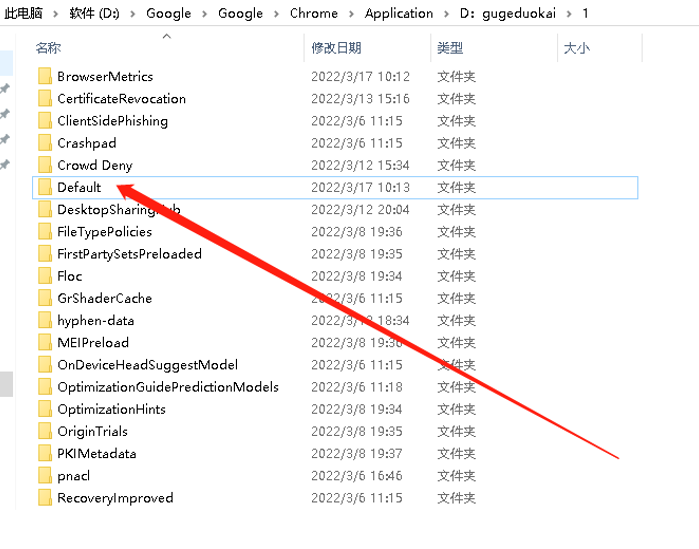 此电脑 > 软件 (D:) > Google > Google > Chrome > Application > D：gugeduokai > 1
名称 修改日期 类型 大小
BrowserMetrics 2022/3/17 10:12 文件夹
CertificateRevocation 2022/3/13 15:16 文件夹
ClientSidePhishing 2022/3/6 11:15 文件夹
Crashpad 2022/3/6 11:15 文件夹
Crowd Deny 2022/3/12 15:34 文件夹
Default 2022/3/17 10:13 文件夹
DesktopSharingHub 2022/3/12 20:04 文件夹
FileTypePolicies 2022/3/8 19:36 文件夹
FirstPartySetsPreloaded 2022/3/8 19:35 文件夹
Floc 2022/3/8 19:34 文件夹
GrShaderCache 2022/3/6 11:15 文件夹
hyphen-data 18:34 文件夹
MEIPreload 2022/3/8 19:36 文件夹
OnDeviceHeadSuggestModel 2022/3/6 11:15 文件夹
OptimizationGuidePredictionModels 2022/3/6 11:18 文件夹
OptimizationHints 2022/3/8 19:34 文件夹
OriginTrials 2022/3/8 19:35 文件夹
PKIMetadata 2022/3/8 19:37 文件夹
pnacl 2022/3/6 16:46 文件夹
RecoveryImproved 2022/3/6 11:15 文件夹